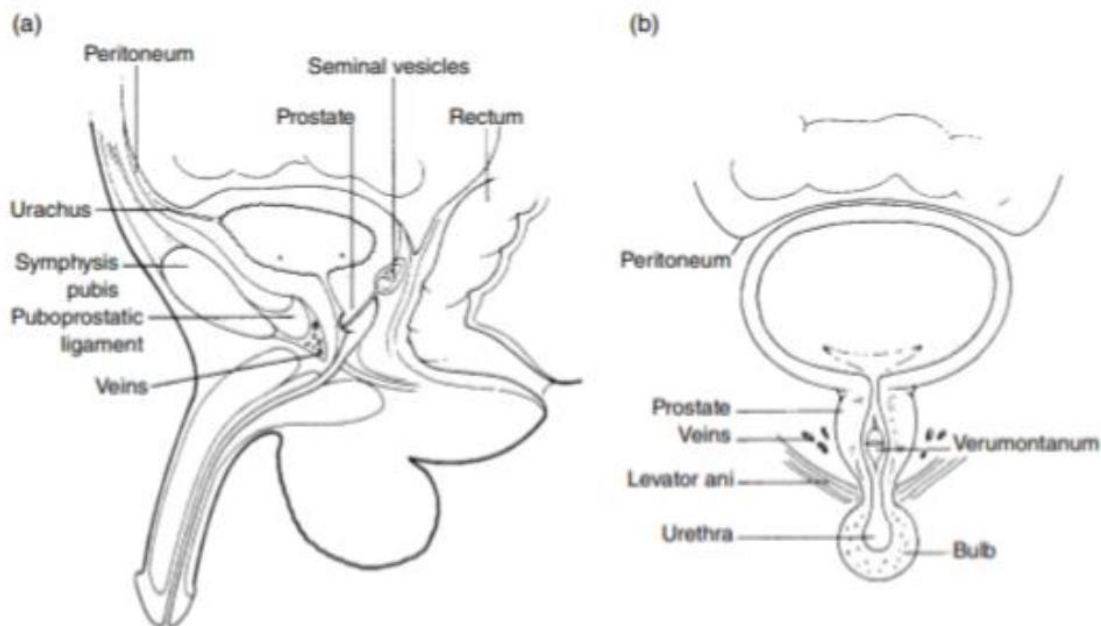 (a)
Peritoneum
Seminal vesicles
Prostate
Rectum
Urachus
Symphysis
pubis
Puboprostatic
ligament
Veins
(b)
Peritoneum
Prostate
Veins
Verumontanum
Levator ani
Urethra
Bulb